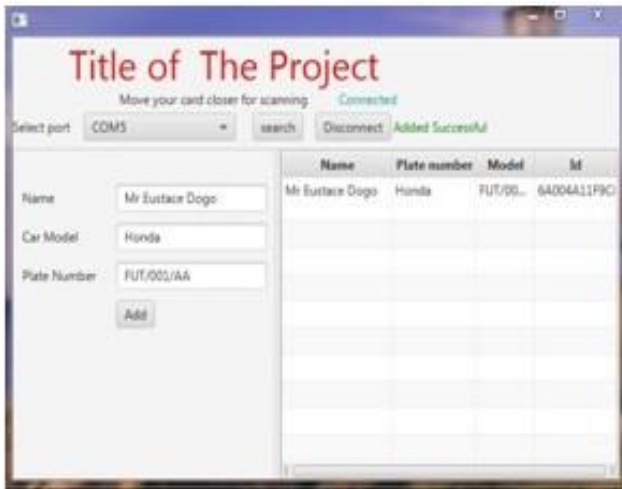 Title of The Project
Move your card closer for scanning. Connected
Select port COM5 search Disconnect Added Successful
Name Plate number Model Id
Mr Eustace Dogo Honda FUT/00... 6A004A11F9C
Name Mr Eustace Dogo
Car Model Honda
Plate Number FUT/001/AA
Add